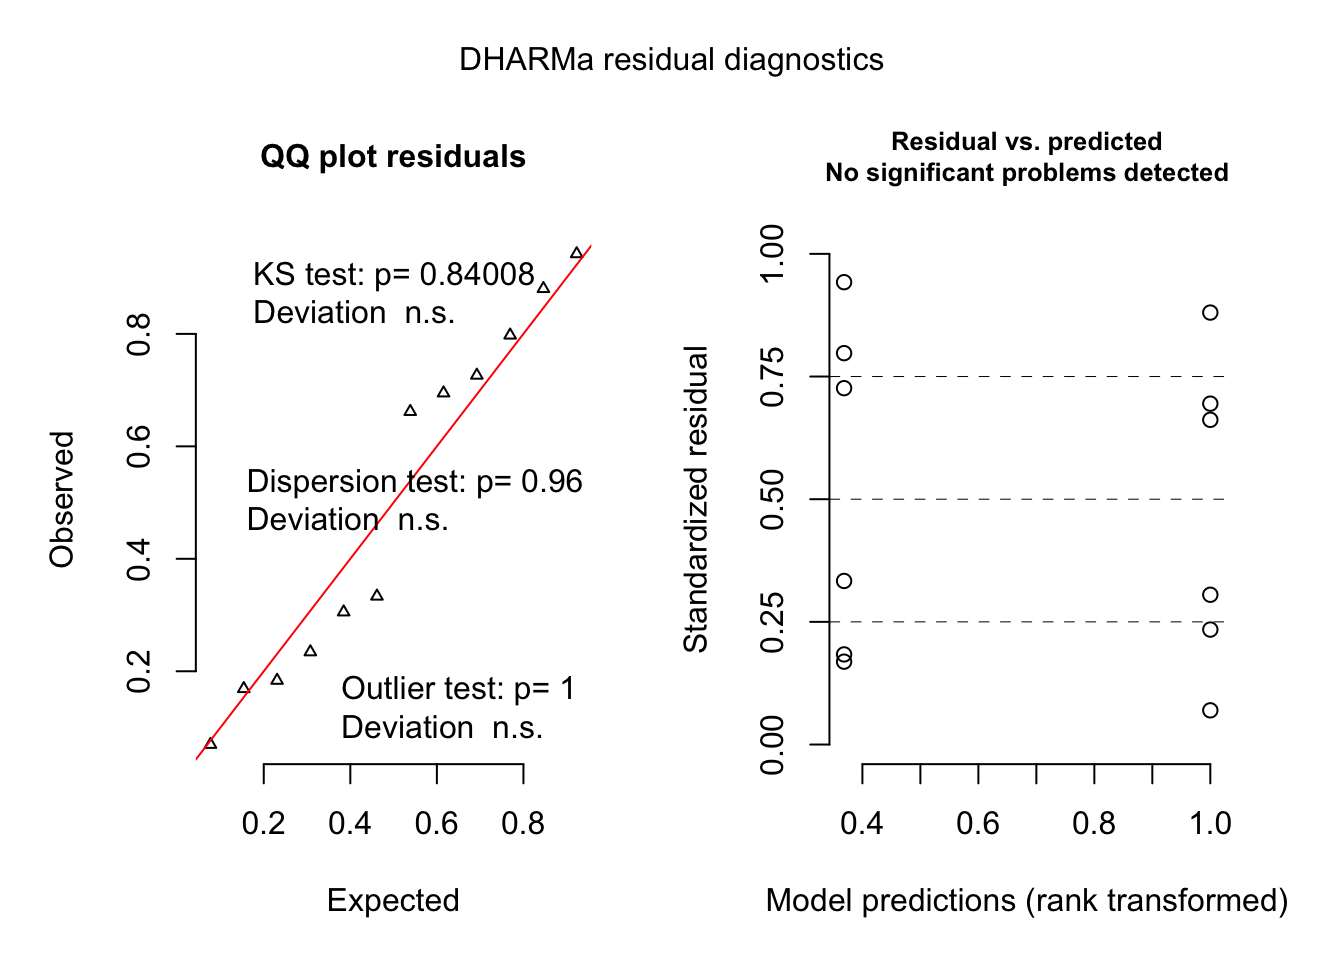 DHARMa residual diagnostics
QQ plot residuals
KS test: p= 0.84008
Deviation  n.s.
Dispersion test: p= 0.96
Deviation  n.s.
Outlier test: p= 1
Deviation  n.s.
Observed
0.8
0.6
0.4
0.2
0.2 0.4 0.6 0.8
Expected
Residual vs. predicted
No significant problems detected
Standardized residual
1.00
0.75
0.50
0.25
0.00
0.4 0.6 0.8 1.0
Model predictions (rank transformed)